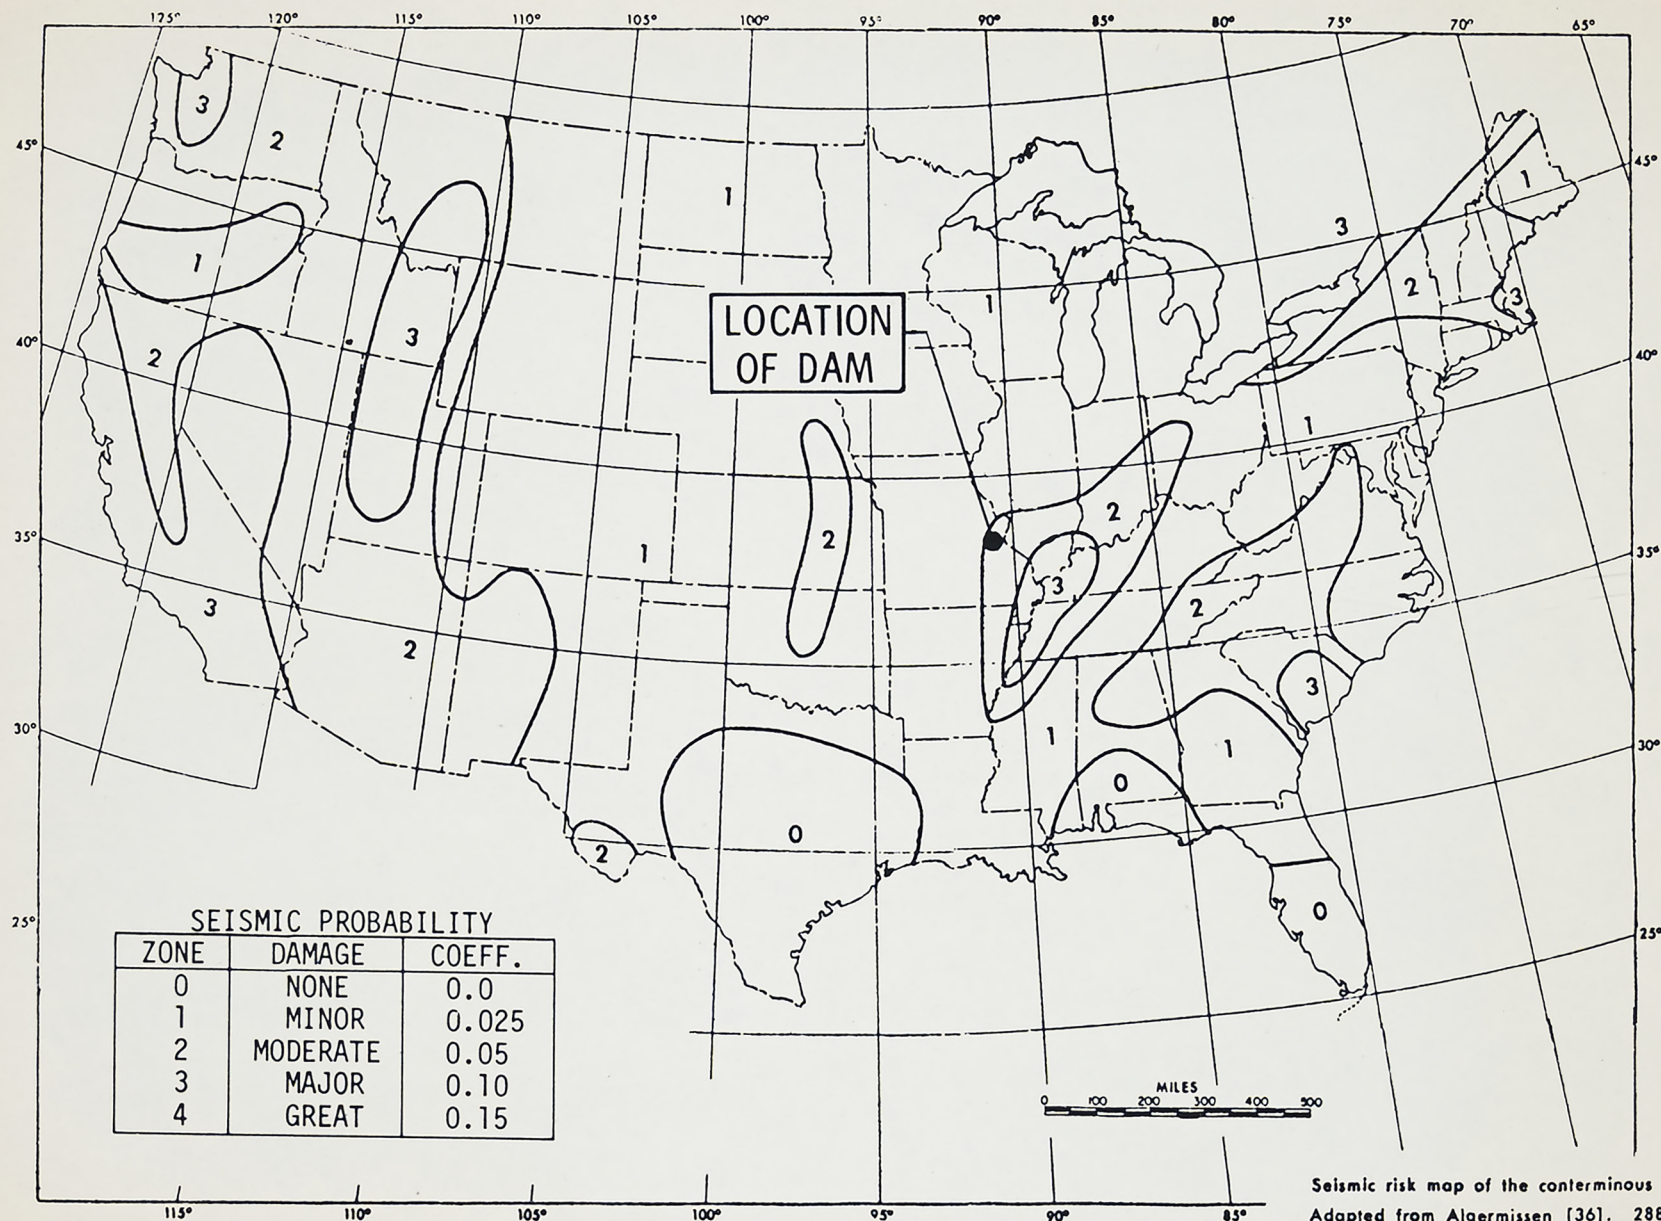 125° 120° 115° 110° 105° 100° 95° 90° 85° 80° 75° 70° 65°
3
2
45° 45°
1
1
3
1
2
1
3
LOCATION
OF DAM
1
3
2
40° 40°
3
2
1
2
2
35° 35°
2
1
3
3
2
2
3
30° 30°
1
1
0
0
2
25° 25°
0
SEISMIC PROBABILITY
ZONE DAMAGE COEFF.
0 NONE 0.0
1 MINOR 0.025
2 MODERATE 0.05
3 MAJOR 0.10
4 GREAT 0.15
MILES
0 100 200 300 400 500
Seismic risk map of the conterminous
Adapted from Algermissen [36]. 288
115° 110° 105° 100° 95° 90° 85°